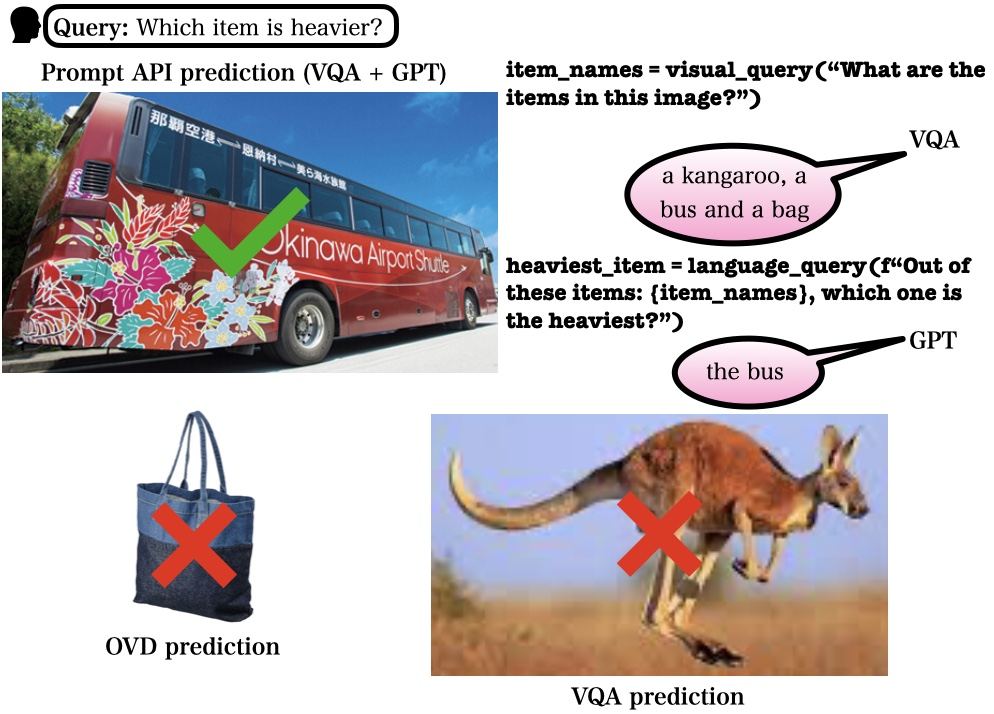 Query: Which item is heavier?
Prompt API prediction (VQA + GPT)
item_names = visual_query(“What are the
items in this image?”)
VQA
a kangaroo, a
bus and a bag
那覇空港
恩納村
美ら海水族館
Okinawa Airport Shuttle
heaviest_item = language_query(f“Out of
these items: {item_names}, which one is
the heaviest?”)
GPT
the bus
OVD prediction
VQA prediction